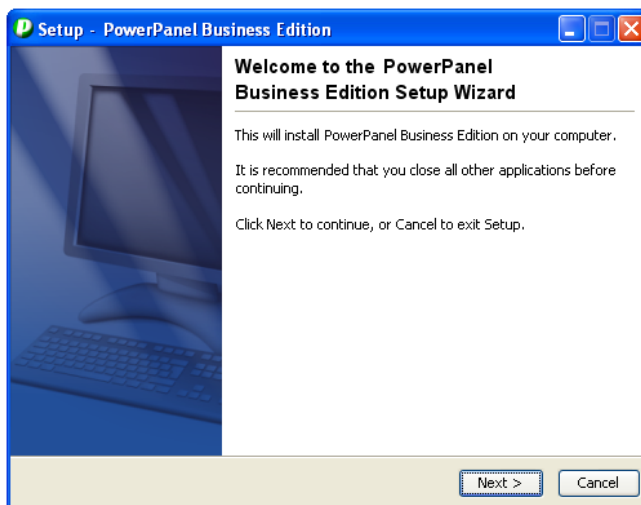 Setup - PowerPanel Business Edition
Welcome to the PowerPanel
Business Edition Setup Wizard
This will install PowerPanel Business Edition on your computer.
It is recommended that you close all other applications before
continuing.
Click Next to continue, or Cancel to exit Setup.
Next >
Cancel